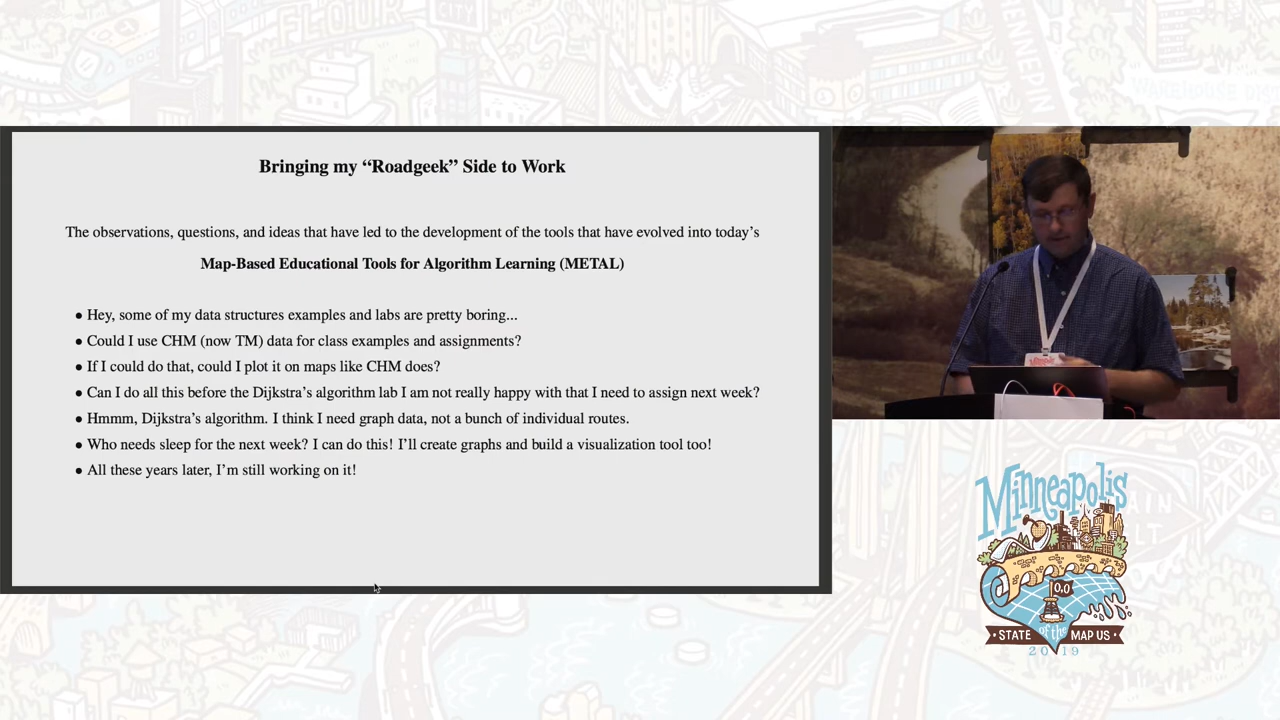 CITY
HENNEPIN
WAREHOUSE DIST
Bringing my “Roadgeek” Side to Work
The observations, questions, and ideas that have led to the development of the tools that have evolved into today’s
Map-Based Educational Tools for Algorithm Learning (METAL)
● Hey, some of my data structures examples and labs are pretty boring...
● Could I use CHM (now TM) data for class examples and assignments?
● If I could do that, could I plot it on maps like CHM does?
● Can I do all this before the Dijkstra’s algorithm lab I am not really happy with that I need to assign next week?
● Hmmm, Dijkstra’s algorithm. I think I need graph data, not a bunch of individual routes.
● Who needs sleep for the next week? I can do this! I’ll create graphs and build a visualization tool too!
● All these years later, I’m still working on it!
Minneapolis
0,0
• STATE of the MAP US •
2019